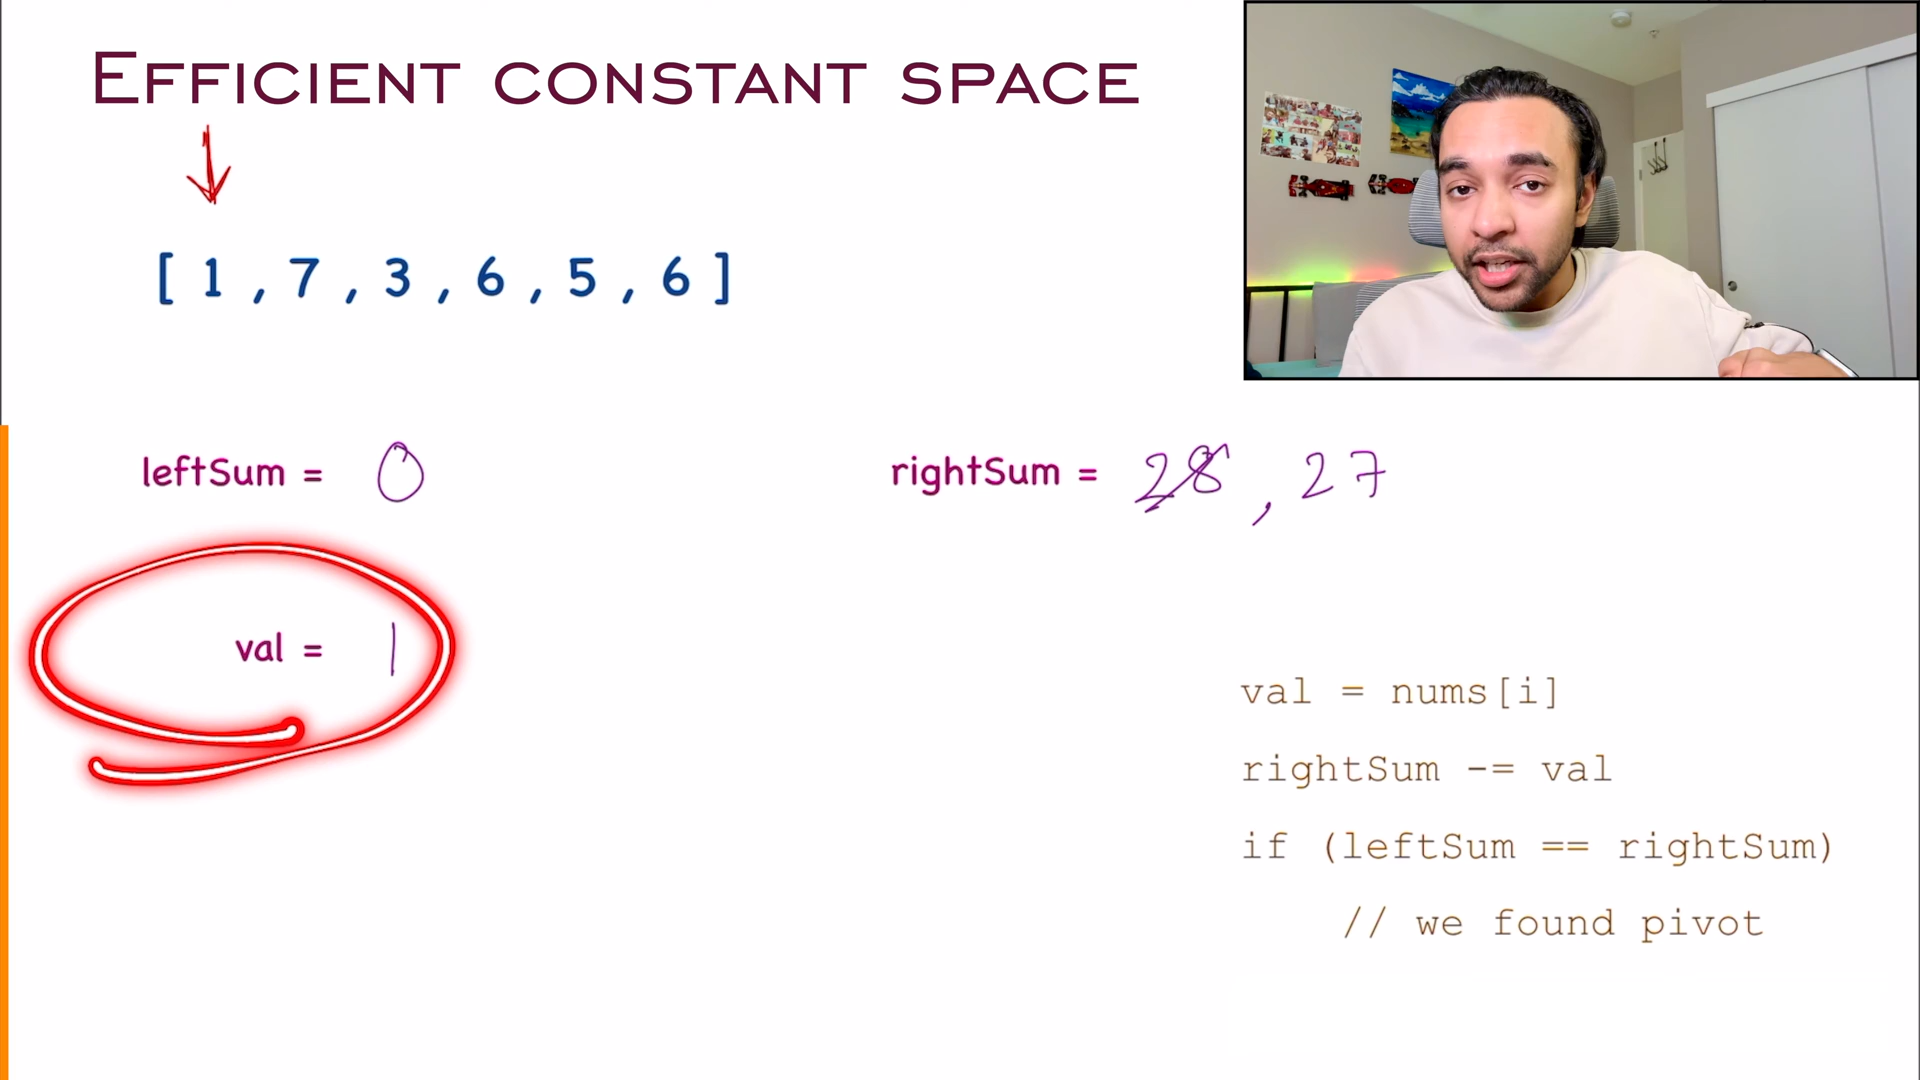 EFFICIENT CONSTANT SPACE
[ 1 , 7 , 3 , 6 , 5 , 6 ]
leftSum = 0
rightSum = 28 , 27
val = 1
val = nums[i]
rightSum -= val
if (leftSum == rightSum)
// we found pivot